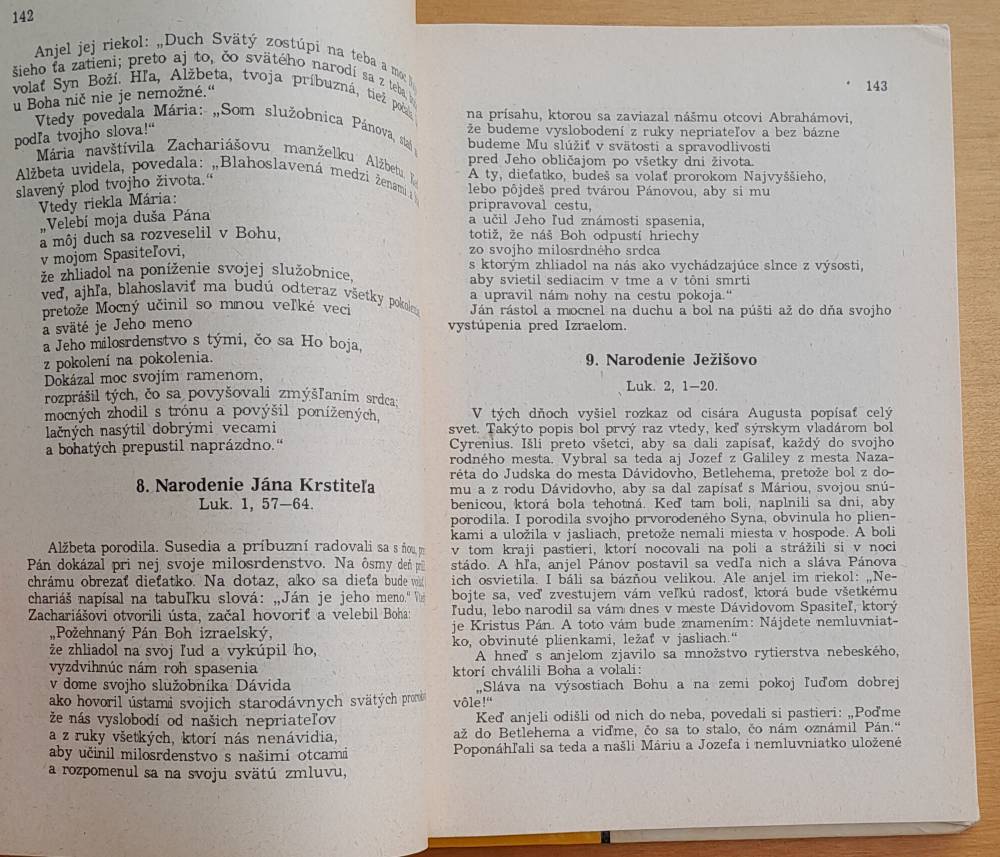 142
Anjel jej riekol: „Duch Svätý zostúpi na teba a moc
šieho ťa zatieni; preto aj to, čo svätého narodí sa z teba,
volať Syn Boží. Hľa, Alžbeta, tvoja príbuzná, tiež počala
u Boha nič nie je nemožné.“
Vtedy povedala Mária: „Som služobnica Pánova, staň
podľa tvojho slova!“
Mária navštívila Zachariášovu manželku Alžbetu.
Alžbeta uvidela, povedala: „Blahoslavená medzi ženami a
slavený plod tvojho života.“
Vtedy riekla Mária:
„Velebí moja duša Pána
a môj duch sa rozveselil v Bohu,
v mojom Spasiteľovi,
že zhliadol na poníženie svojej služobnice,
veď, ajhľa, blahoslaviť ma budú odteraz všetky pokolenia
pretože Mocný učinil so mnou veľké veci
a sväté je Jeho meno
a Jeho milosrdenstvo s tými, čo sa Ho boja,
z pokolení na pokolenia.
Dokázal moc svojím ramenom,
rozprášil tých, čo sa povyšovali zmýšľaním srdca;
mocných zhodil s trónu a povýšil ponížených,
lačných nasýtil dobrými vecami
a bohatých prepustil naprázdno.“
8. Narodenie Jána Krstiteľa
Luk. 1, 57—64.
Alžbeta porodila. Susedia a príbuzní radovali sa s ňou,
Pán dokázal pri nej svoje milosrdenstvo. Na ôsmy deň
chrámu obrezať dieťatko. Na dotaz, ako sa dieťa bude
chariáš napísal na tabuľku slová: „Ján je jeho meno.“
Zachariášovi otvorili ústa, začal hovoriť a velebil Boha:
„Požehnaný Pán Boh izraelský,
že zhliadol na svoj ľud a vykúpil ho,
vyzdvihnúc nám roh spasenia
v dome svojho služobníka Dávida
ako hovoril ústami svojich starodávnych svätých prorokov
že nás vyslobodí od našich nepriateľov
a z ruky všetkých, ktorí nás nenávidia,
aby učinil milosrdenstvo s našimi otcami
a rozpomenul sa na svoju svätú zmluvu,
143
na prísahu, ktorou sa zaviazal nášmu otcovi Abrahámovi,
že budeme vyslobodení z ruky nepriateľov a bez bázne
budeme Mu slúžiť v svätosti a spravodlivosti
pred Jeho obličajom po všetky dni života.
A ty, dieťatko, budeš sa volať prorokom Najvyššieho,
lebo pôjdeš pred tvárou Pánovou, aby si mu
pripravoval cestu,
a učil Jeho ľud známosti spasenia,
totiž, že náš Boh odpustí hriechy
zo svojho milosrdného srdca
s ktorým zhliadol na nás ako vychádzajúce slnce z výsosti,
aby svietil sediacim v tme a v tôni smrti
a upravil nám nohy na cestu pokoja.“
Ján rástol a mocnel na duchu a bol na púšti až do dňa svojho
vystúpenia pred Izraelom.
9. Narodenie Ježišovo
Luk. 2, 1—20.
V tých dňoch vyšiel rozkaz od cisára Augusta popísať celý
svet. Takýto popis bol prvý raz vtedy, keď sýrskym vladárom bol
Cyrenius. Išli preto všetci, aby sa dali zapísať, každý do svojho
rodného mesta. Vybral sa teda aj Jozef z Galiley z mesta Naza-
réta do Judska do mesta Dávidovho, Betlehema, pretože bol z do-
mu a z rodu Dávidovho, aby sa dal zapísať s Máriou, svojou snú-
benicou, ktorá bola tehotná. Keď tam boli, naplnili sa dni, aby
porodila. I porodila svojho prvorodeného Syna, obvinula ho plien-
kami a uložila v jasliach, pretože nemali miesta v hospode. A boli
v tom kraji pastieri, ktorí nocovali na poli a strážili si v noci
stádo. A hľa, anjel Pánov postavil sa vedľa nich a sláva Pánova
ich osvietila. I báli sa bázňou velikou. Ale anjel im riekol: „Ne-
bojte sa, veď zvestujem vám veľkú radosť, ktorá bude všetkému
ľudu, lebo narodil sa vám dnes v meste Dávidovom Spasiteľ, ktorý
je Kristus Pán. A toto vám bude znamením: Nájdete nemluvniat-
ko, obvinuté plienkami, ležať v jasliach.“
A hneď s anjelom zjavilo sa množstvo rytierstva nebeského,
ktorí chválili Boha a volali:
„Sláva na výsostiach Bohu a na zemi pokoj ľuďom dobrej
vôle!“
Keď anjeli odišli od nich do neba, povedali si pastieri: „Poďme
až do Betlehema a viďme, čo sa to stalo, čo nám oznámil Pán.“
Poponáhľali sa teda a našli Máriu a Jozefa i nemluvniatko uložené